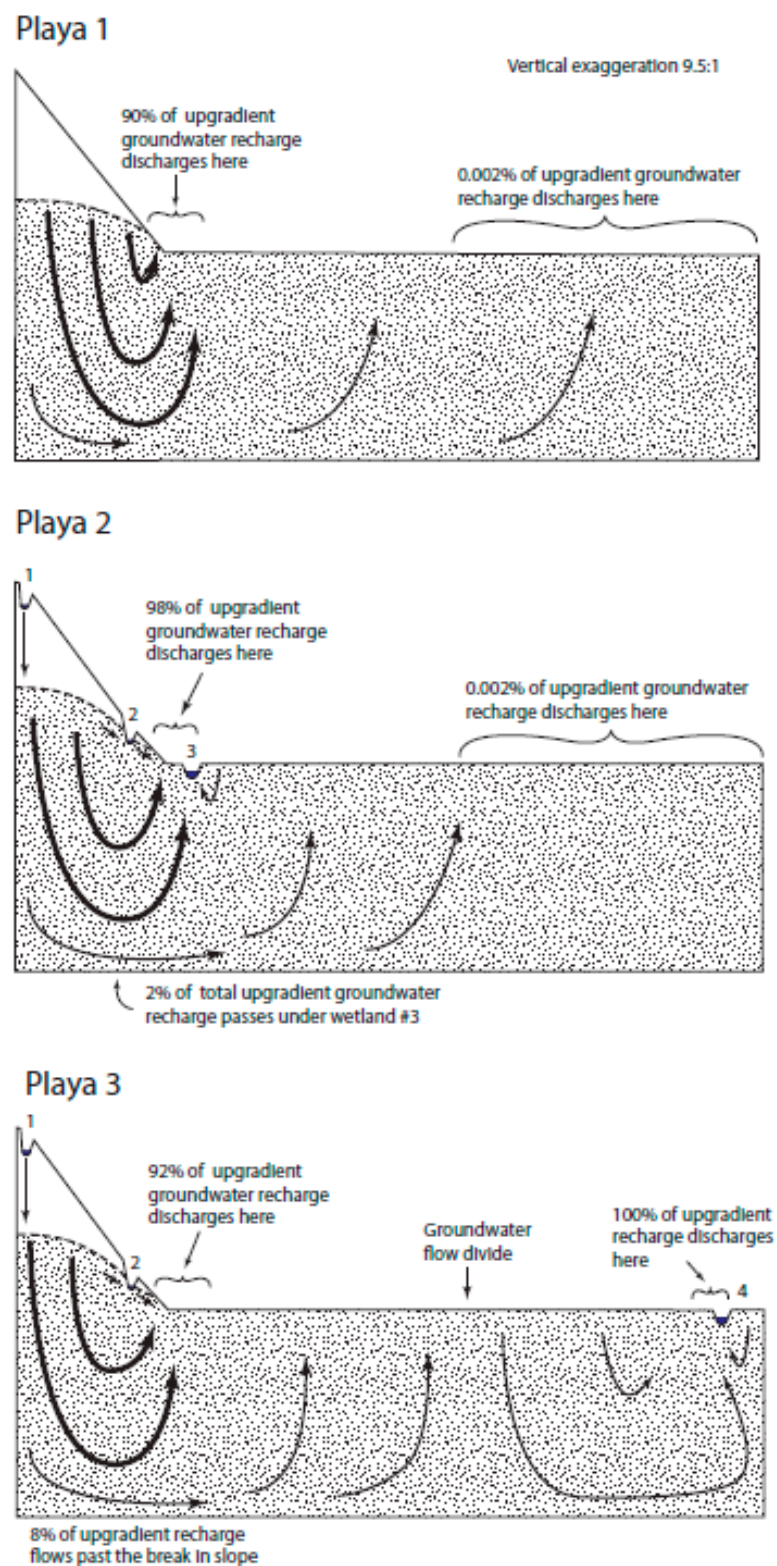 Playa 1
Vertical exaggeration 9.5:1
90% of upgradient
groundwater recharge
discharges here
0.002% of upgradient groundwater
recharge discharges here
Playa 2
1
98% of upgradient
groundwater recharge
discharges here
0.002% of upgradient groundwater
recharge discharges here
2
3
2% of total upgradient groundwater
recharge passes under wetland #3
Playa 3
1
92% of upgradient
groundwater recharge
discharges here
Groundwater
flow divide
100% of upgradient
recharge discharges
here
2
4
8% of upgradient recharge
flows past the break in slope